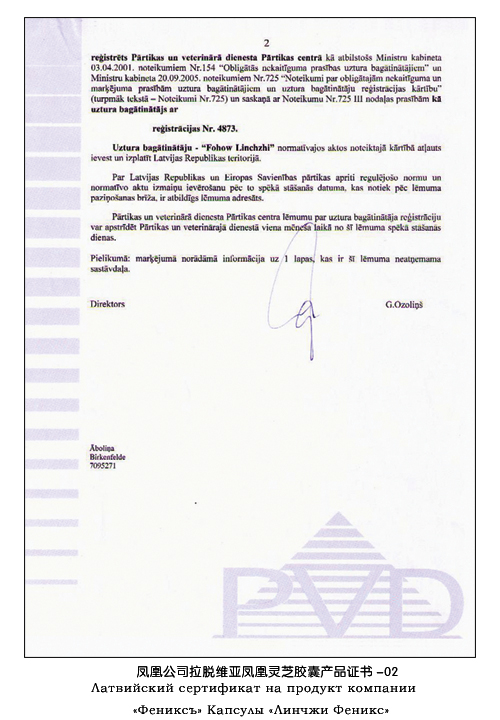 2
reģistrēts Pārtikas un veterinārā dienesta Pārtikas centrā kā atbilstošs Ministru kabineta
03.04.2001. noteikumiem Nr.154 “Obligātās nekaitīguma prasības uztura bagātinātājiem” un
Ministru kabineta 20.09.2005. noteikumiem Nr.725 “Noteikumi par obligātajām nekaitīguma un
marķējuma prasībām uztura bagātinātājiem un uztura bagātinātāju reģistrācijas kārtību”
(turpmāk tekstā – Noteikumi Nr.725) un saskaņā ar Noteikumu Nr.725 III nodaļas prasībām kā
uztura bagātinātājs ar
reģistrācijas Nr. 4873.
Uztura bagātinātāju - “Fohow Linchzhi” normatīvajos aktos noteiktajā kārtībā atļauts
ievest un izplatīt Latvijas Republikas teritorijā.
Par Latvijas Republikas un Eiropas Savienības pārtikas apriti regulējošo normu un
normatīvo aktu izmaiņu ievērošanu pēc to spēkā stāšanās datuma, kas notiek pēc lēmuma
paziņošanas brīža, ir atbildīgs lēmuma adresāts.
Pārtikas un veterinārā dienesta Pārtikas centra lēmumu par uztura bagātinātāja reģistrāciju
var apstrīdēt Pārtikas un veterinārajā dienestā viena mēneša laikā no šī lēmuma spēkā stāšanās
dienas.
Pielikumā: marķējumā norādāmā informācija uz 1 lapas, kas ir šī lēmuma neatņemama
sastāvdaļa.
Direktors G.Ozoliņš
Āboliņa
Birkenfelde
7095271
PVD
凤凰公司拉脱维亚凤凰灵芝胶囊产品证书 -02
Латвийский сертификат на продукт компании
«Фениксъ» Капсулы «Линчжи Феникс»